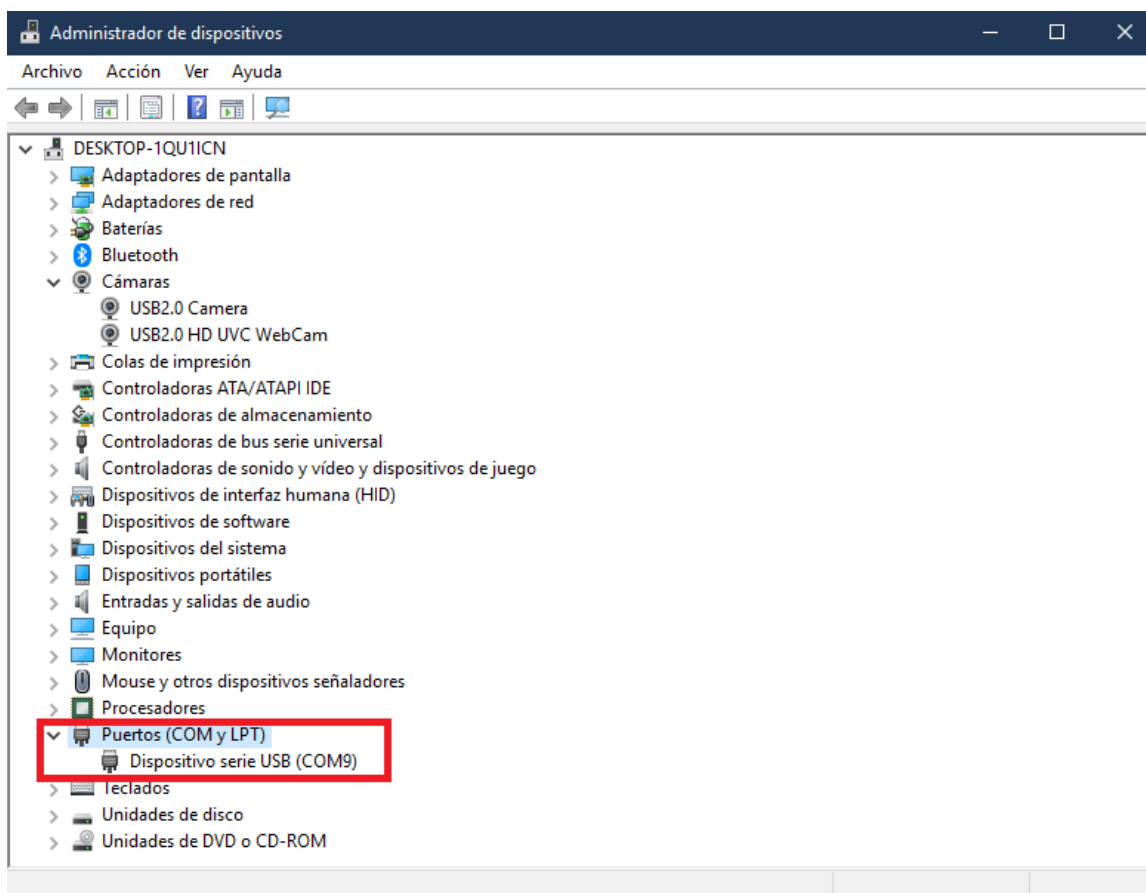 Administrador de dispositivos
Archivo Acción Ver Ayuda
DESKTOP-1QU1ICN
Adaptadores de pantalla
Adaptadores de red
Baterías
Bluetooth
Cámaras
USB2.0 Camera
USB2.0 HD UVC WebCam
Colas de impresión
Controladoras ATA/ATAPI IDE
Controladoras de almacenamiento
Controladoras de bus serie universal
Controladoras de sonido y vídeo y dispositivos de juego
Dispositivos de interfaz humana (HID)
Dispositivos de software
Dispositivos del sistema
Dispositivos portátiles
Entradas y salidas de audio
Equipo
Monitores
Mouse y otros dispositivos señaladores
Procesadores
Puertos (COM y LPT)
Dispositivo serie USB (COM9)
Teclados
Unidades de disco
Unidades de DVD o CD-ROM